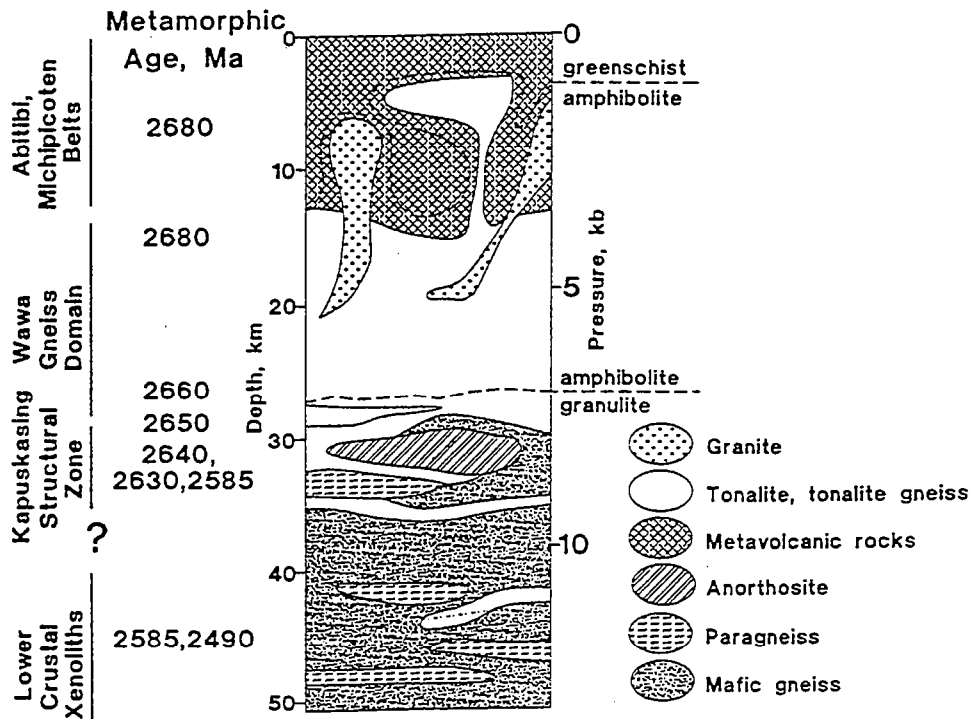 Metamorphic
Age, Ma
Abitibi,
Michipicoten
Belts
2680
Wawa
Gneiss
Domain
2680
2660
Kapuskasing
Structural
Zone
2650
2640,
2630,2585
?
Lower
Crustal
Xenoliths
2585,2490
Depth, km
0
10
20
30
40
50
Pressure, kb
0
5
10
greenschist
amphibolite
amphibolite
granulite
Granite
Tonalite, tonalite gneiss
Metavolcanic rocks
Anorthosite
Paragneiss
Mafic gneiss